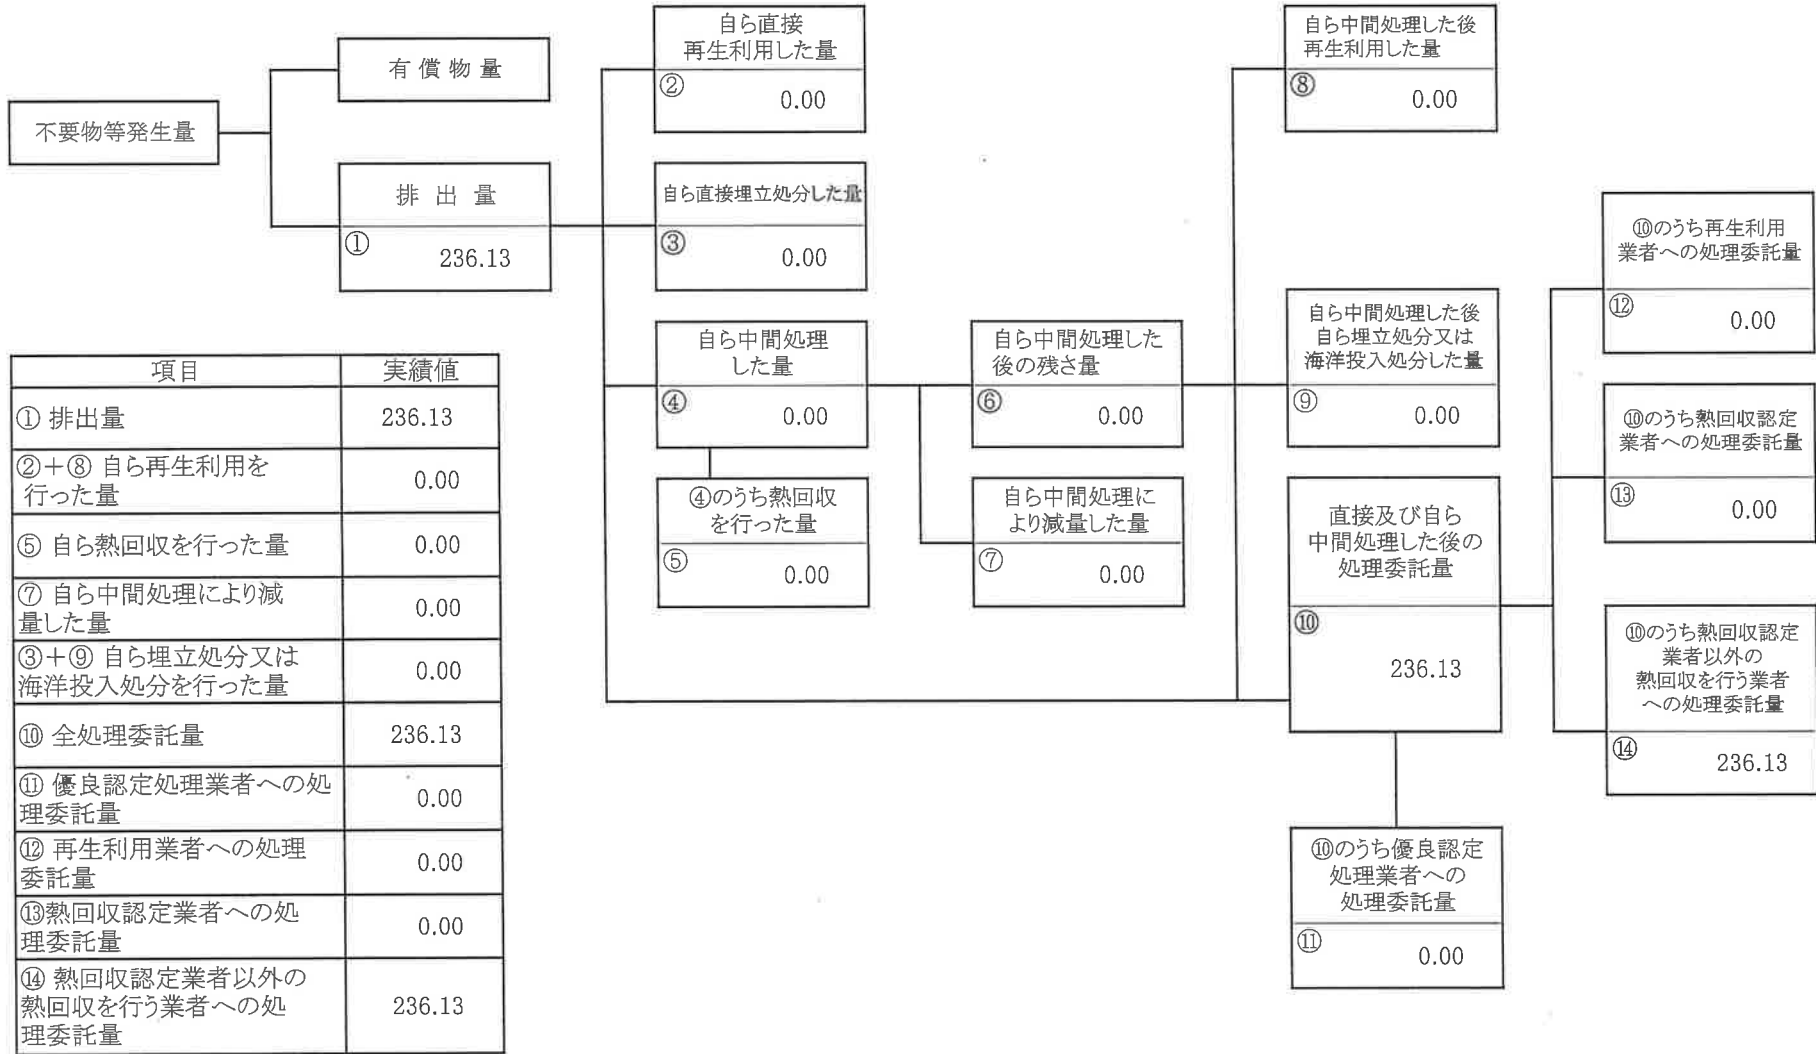 不要物等発生量
有償物量
排出量
①
236.13
自ら直接
再生利用した量
②
0.00
自ら直接埋立処分した量
③
0.00
自ら中間処理
した量
④
0.00
④のうち熱回収
を行った量
⑤
0.00
自ら中間処理した
後の残さ量
⑥
0.00
自ら中間処理に
より減量した量
⑦
0.00
自ら中間処理した後
再生利用した量
⑧
0.00
自ら中間処理した後
自ら埋立処分又は
海洋投入処分した量
⑨
0.00
直接及び自ら
中間処理した後の
処理委託量
⑩
236.13
⑩のうち優良認定
処理業者への
処理委託量
⑪
0.00
⑩のうち再生利用
業者への処理委託量
⑫
0.00
⑩のうち熱回収認定
業者への処理委託量
⑬
0.00
⑩のうち熱回収認定
業者以外の
熱回収を行う業者
への処理委託量
⑭
236.13
項目 実績値
① 排出量 236.13
②＋⑧ 自ら再生利用を
行った量 0.00
⑤ 自ら熱回収を行った量 0.00
⑦ 自ら中間処理により減
量した量 0.00
③＋⑨ 自ら埋立処分又は
海洋投入処分を行った量 0.00
⑩ 全処理委託量 236.13
⑪ 優良認定処理業者への処
理委託量 0.00
⑫ 再生利用業者への処理
委託量 0.00
⑬熱回収認定業者への処
理委託量 0.00
⑭ 熱回収認定業者以外の
熱回収を行う業者への処
理委託量 236.13